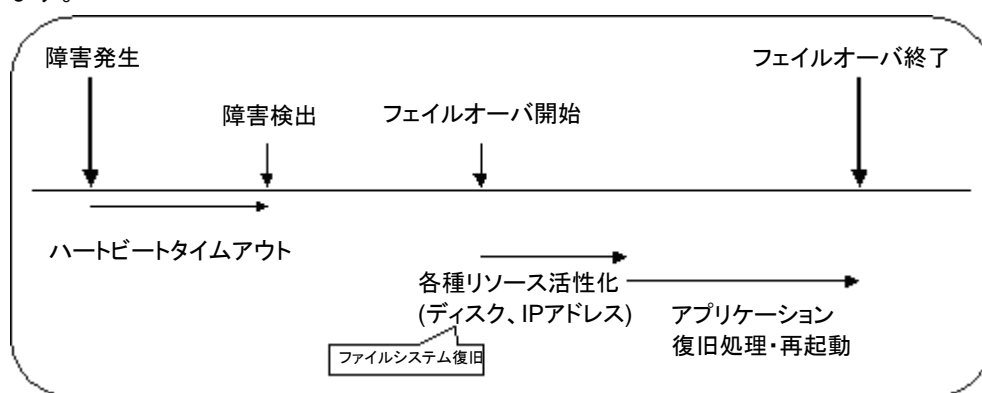 障害発生
フェイルオーバ終了
障害検出
フェイルオーバ開始
ハートビートタイムアウト
各種リソース活性化
(ディスク、IPアドレス)
ファイルシステム復旧
アプリケーション
復旧処理・再起動